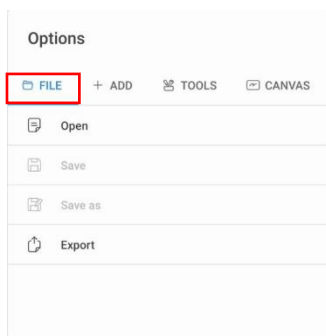 Options
FILE + ADD TOOLS CANVAS
Open
Save
Save as
Export